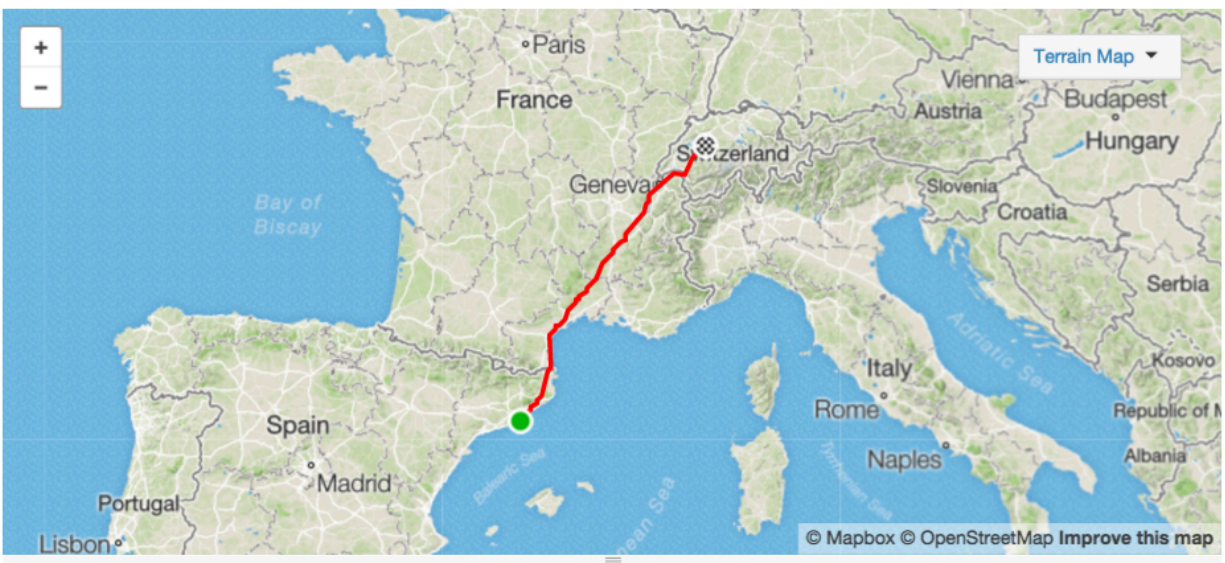 +
−
Paris
Terrain Map
Vienna
France
Austria
Budapest
Hungary
Switzerland
Geneva
Slovenia
Bay of
Biscay
Croatia
Serbia
Adriatic Sea
Kosovo
Italy
Spain
Rome
Republic of M
Balearic Sea
Tyrrhenian Sea
Naples
Albania
Madrid
Portugal
ean Sea
Lisbon
© Mapbox © OpenStreetMap Improve this map